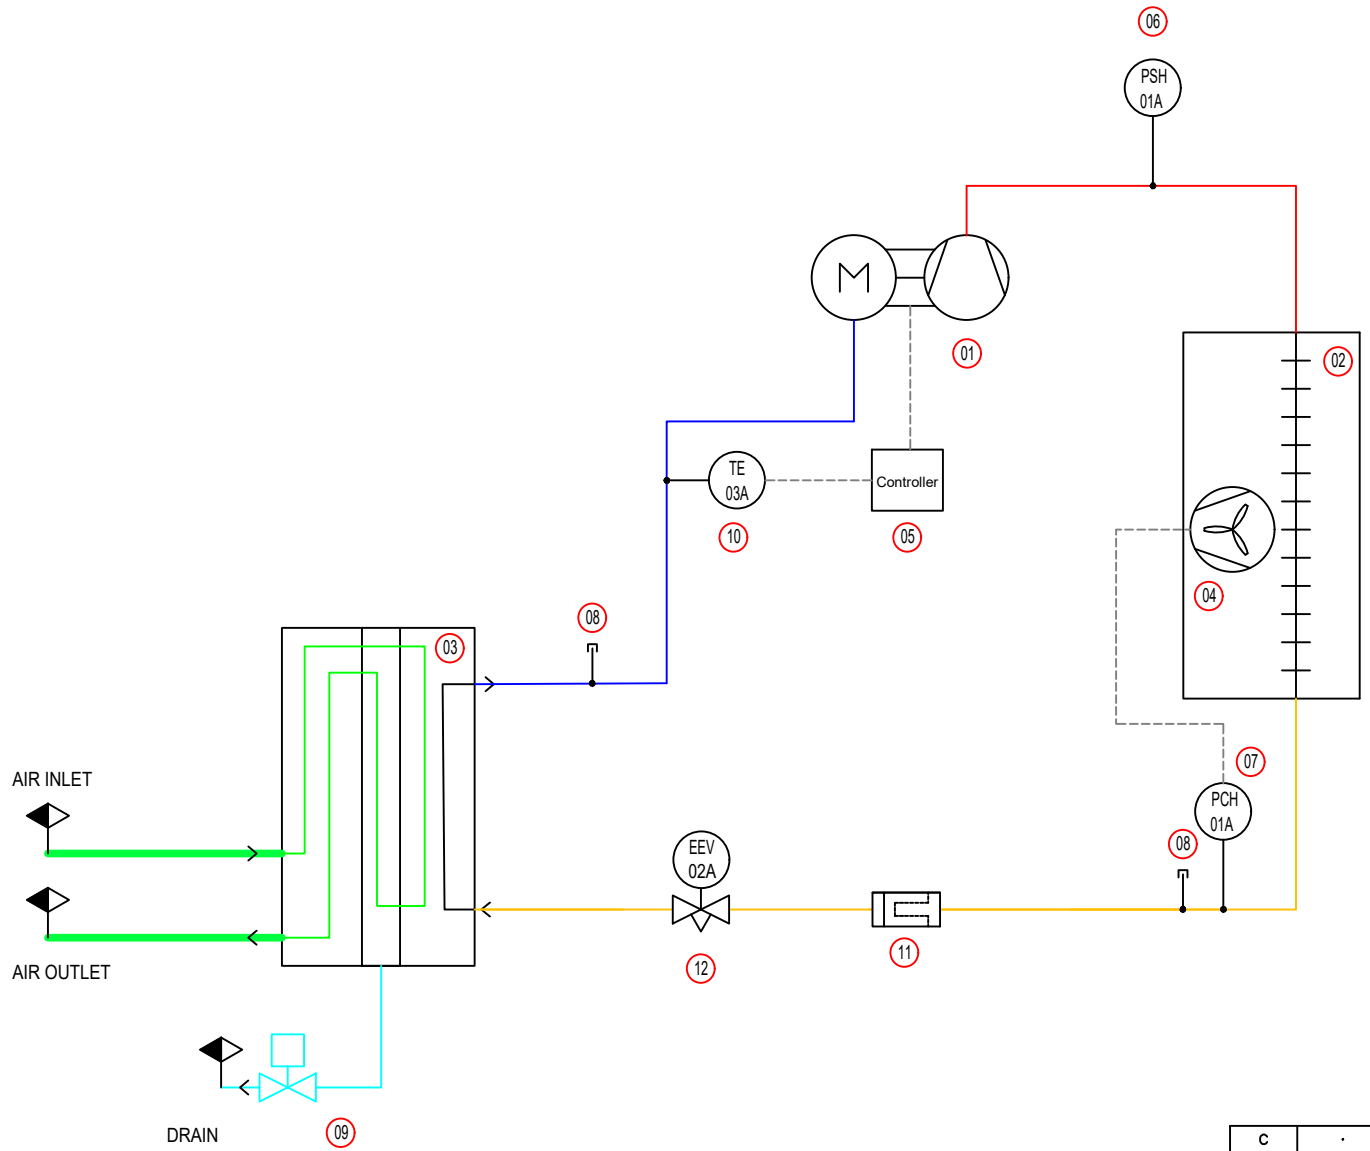 06
PSH
01A
M
01
02
TE
03A
Controller
10
05
04
08
03
07
AIR INLET
PCH
01A
EEV
02A
08
11
12
AIR OUTLET
DRAIN
09
C